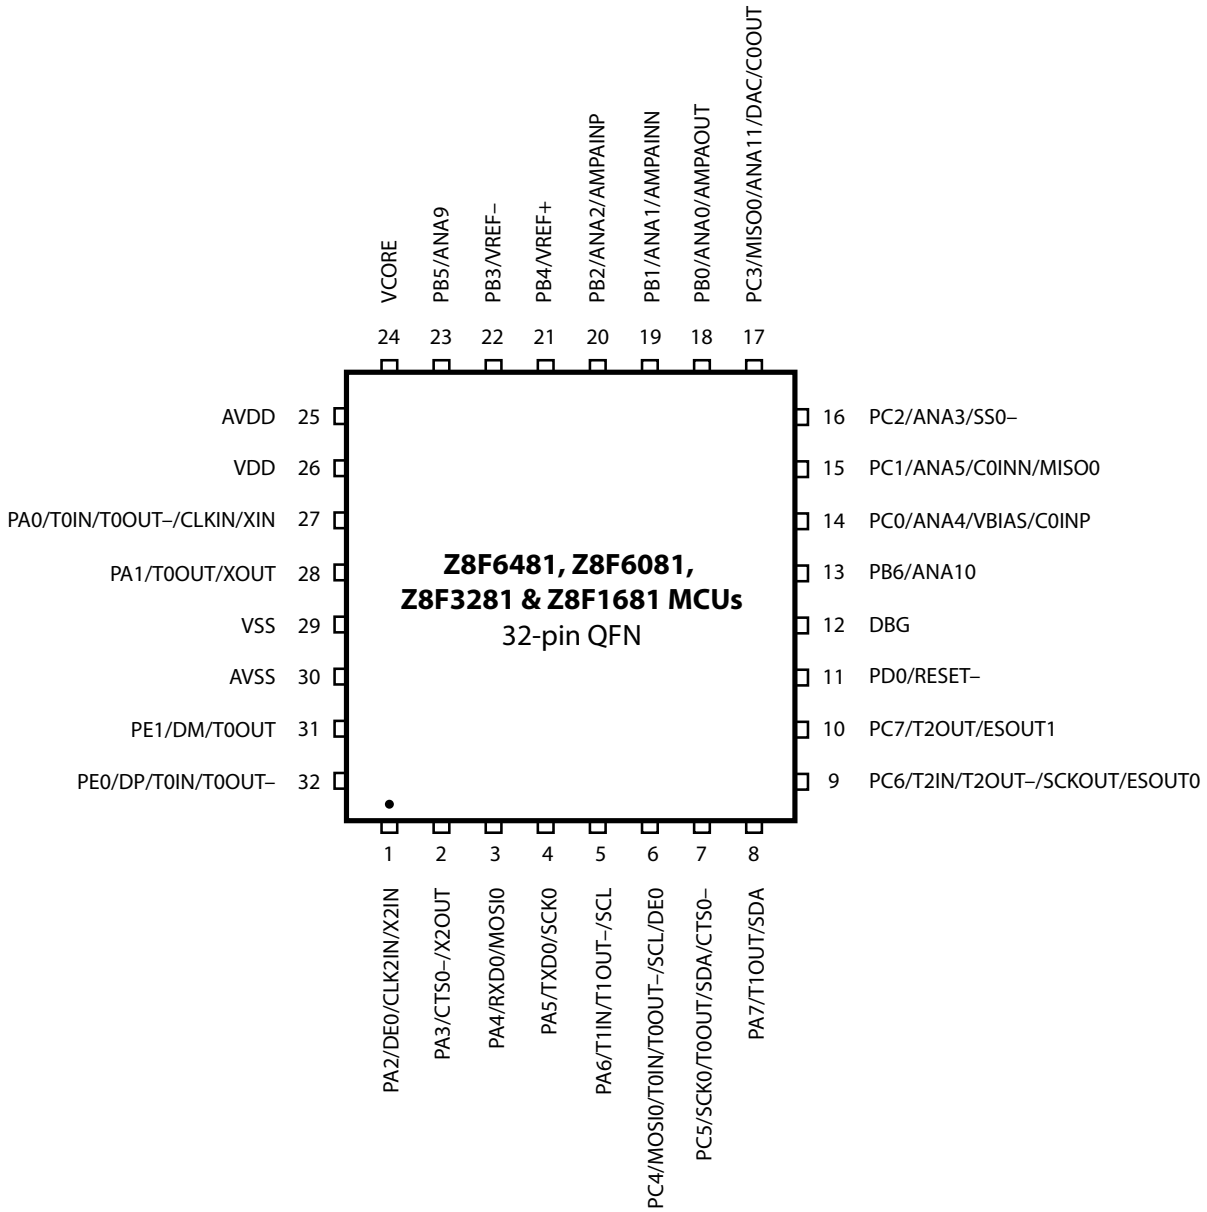 VCORE
PB5/ANA9
PB3/VREF–
PB4/VREF+
PB2/ANA2/AMPAINP
PB1/ANA1/AMPAINN
PB0/ANA0/AMPAOUT
PC3/MISO0/ANA11/DAC/C0OUT
24 23 22 21 20 19 18 17
AVDD 25
VDD 26
PA0/T0IN/T0OUT–/CLKIN/XIN 27
PA1/T0OUT/XOUT 28
VSS 29
AVSS 30
PE1/DM/T0OUT 31
PE0/DP/T0IN/T0OUT– 32
Z8F6481, Z8F6081,
Z8F3281 & Z8F1681 MCUs
32-pin QFN
16 PC2/ANA3/SS0–
15 PC1/ANA5/C0INN/MISO0
14 PC0/ANA4/VBIAS/C0INP
13 PB6/ANA10
12 DBG
11 PD0/RESET–
10 PC7/T2OUT/ESOUT1
9 PC6/T2IN/T2OUT–/SCKOUT/ESOUT0
1 2 3 4 5 6 7 8
PA2/DE0/CLK2IN/X2IN
PA3/CTS0–/X2OUT
PA4/RXD0/MOSI0
PA5/TXD0/SCK0
PA6/T1IN/T1OUT–/SCL
PC4/MOSI0/T0IN/T0OUT–/SCL/DE0
PC5/SCK0/T0OUT/SDA/CTS0–
PA7/T1OUT/SDA